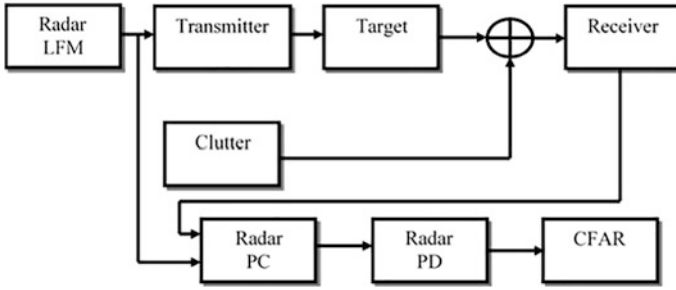 Radar
LFM
Transmitter
Target
Receiver
Clutter
Radar
PC
Radar
PD
CFAR